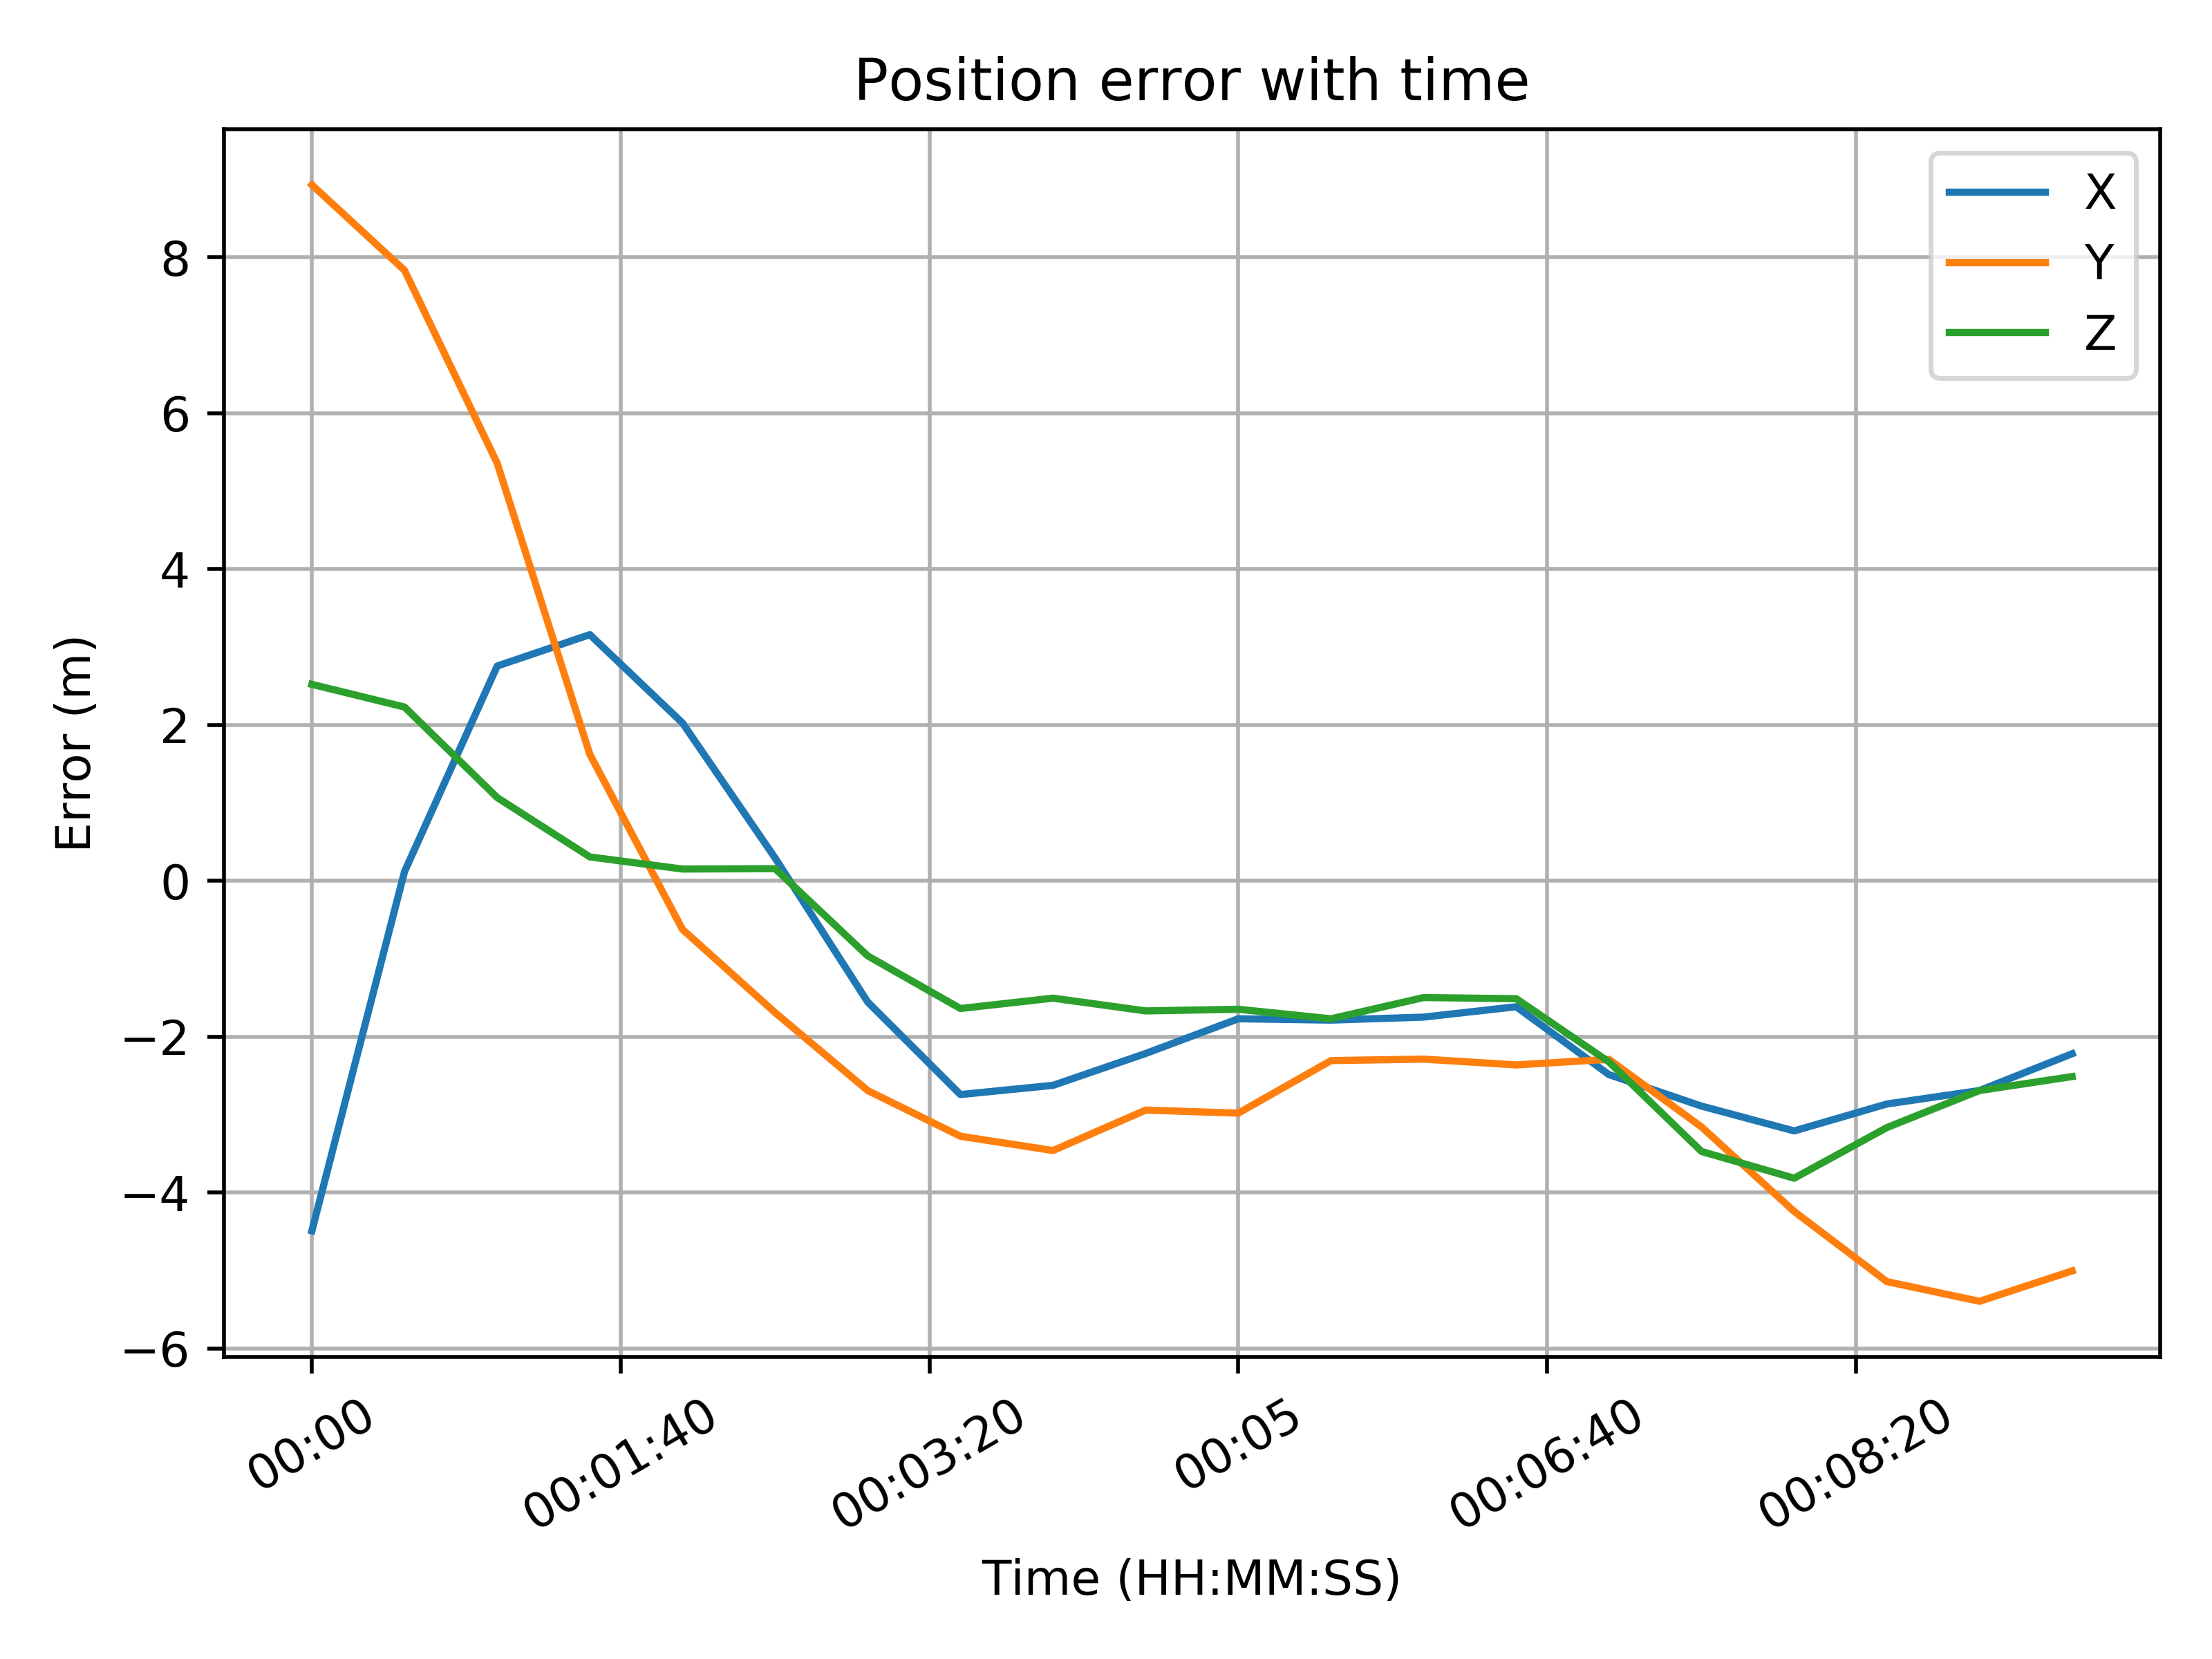 Position error with time
X
Y
Z
Error (m)
8
6
4
2
0
−2
−4
−6
00:00
00:01:40
00:03:20
00:05
00:06:40
00:08:20
Time (HH:MM:SS)